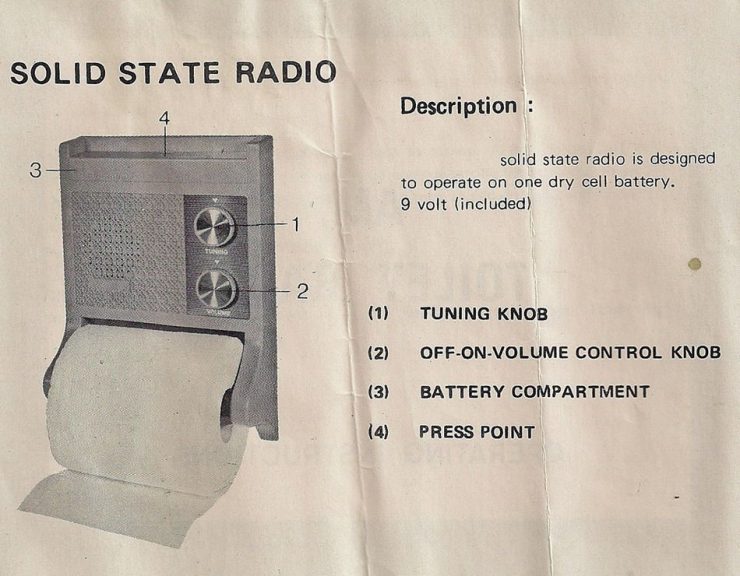 SOLID STATE RADIO
4
3
1
TUNING
2
VOLUME
Description :
solid state radio is designed
to operate on one dry cell battery.
9 volt (included)
(1) TUNING KNOB
(2) OFF-ON-VOLUME CONTROL KNOB
(3) BATTERY COMPARTMENT
(4) PRESS POINT